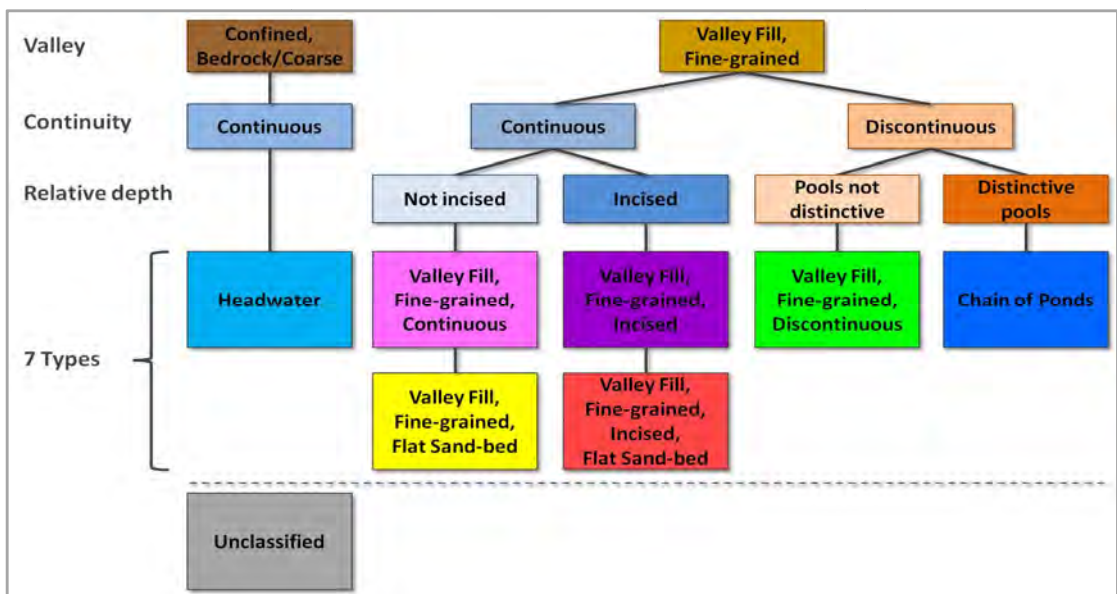 Valley
Confined,
Bedrock/Coarse
Valley Fill,
Fine-grained
Continuity
Continuous
Continuous
Discontinuous
Relative depth
Not incised
Incised
Pools not
distinctive
Distinctive
pools
7 Types
Headwater
Valley Fill,
Fine-grained,
Continuous
Valley Fill,
Fine-grained,
Incised
Valley Fill,
Fine-grained,
Discontinuous
Chain of Ponds
Valley Fill,
Fine-grained,
Flat Sand-bed
Valley Fill,
Fine-grained,
Incised,
Flat Sand-bed
Unclassified